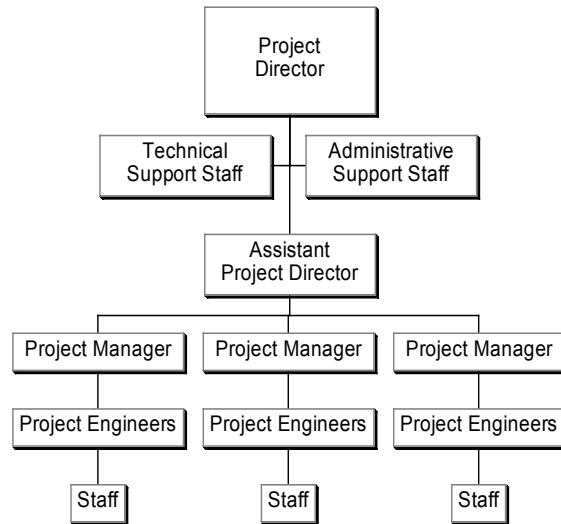 Project
Director
Technical
Support Staff
Administrative
Support Staff
Assistant
Project Director
Project Manager
Project Manager
Project Manager
Project Engineers
Project Engineers
Project Engineers
Staff
Staff
Staff